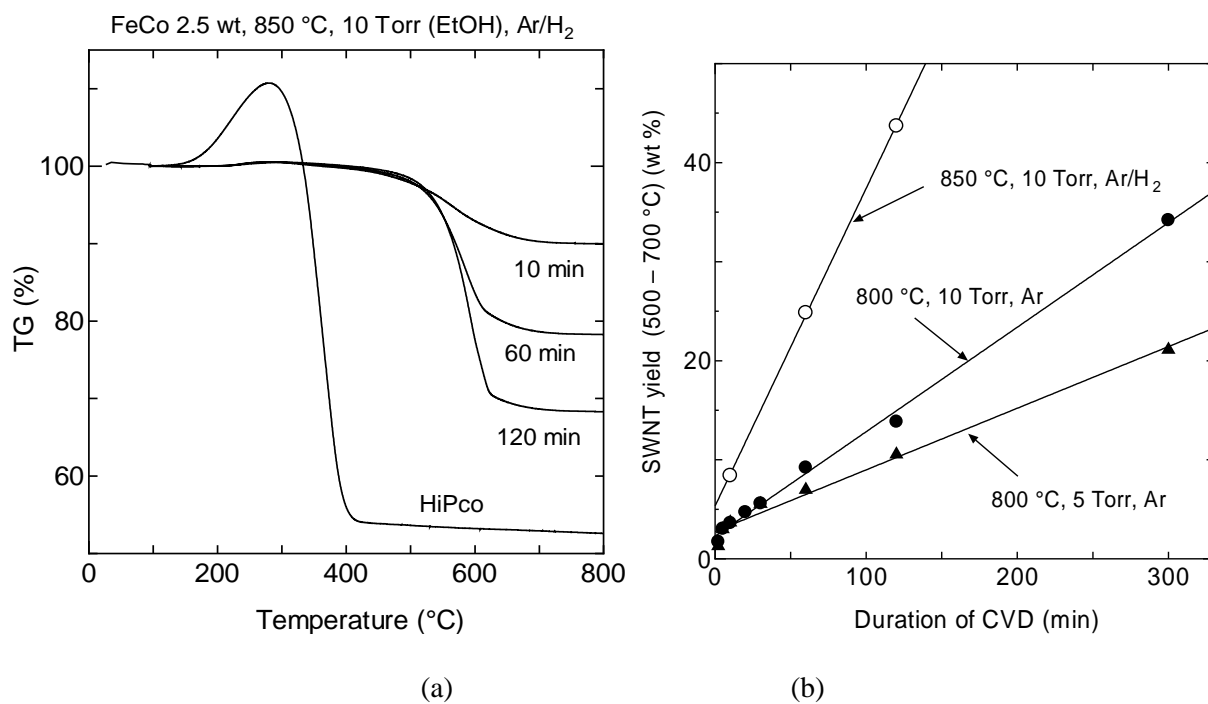 FeCo 2.5 wt, 850 °C, 10 Torr (EtOH), Ar/H2
TG (%)
100
80
60
10 min
60 min
120 min
HiPco
0 200 400 600 800
Temperature (°C)
(a)
SWNT yield (500 – 700 °C) (wt %)
40
20
0
850 °C, 10 Torr, Ar/H2
800 °C, 10 Torr, Ar
800 °C, 5 Torr, Ar
0 100 200 300
Duration of CVD (min)
(b)